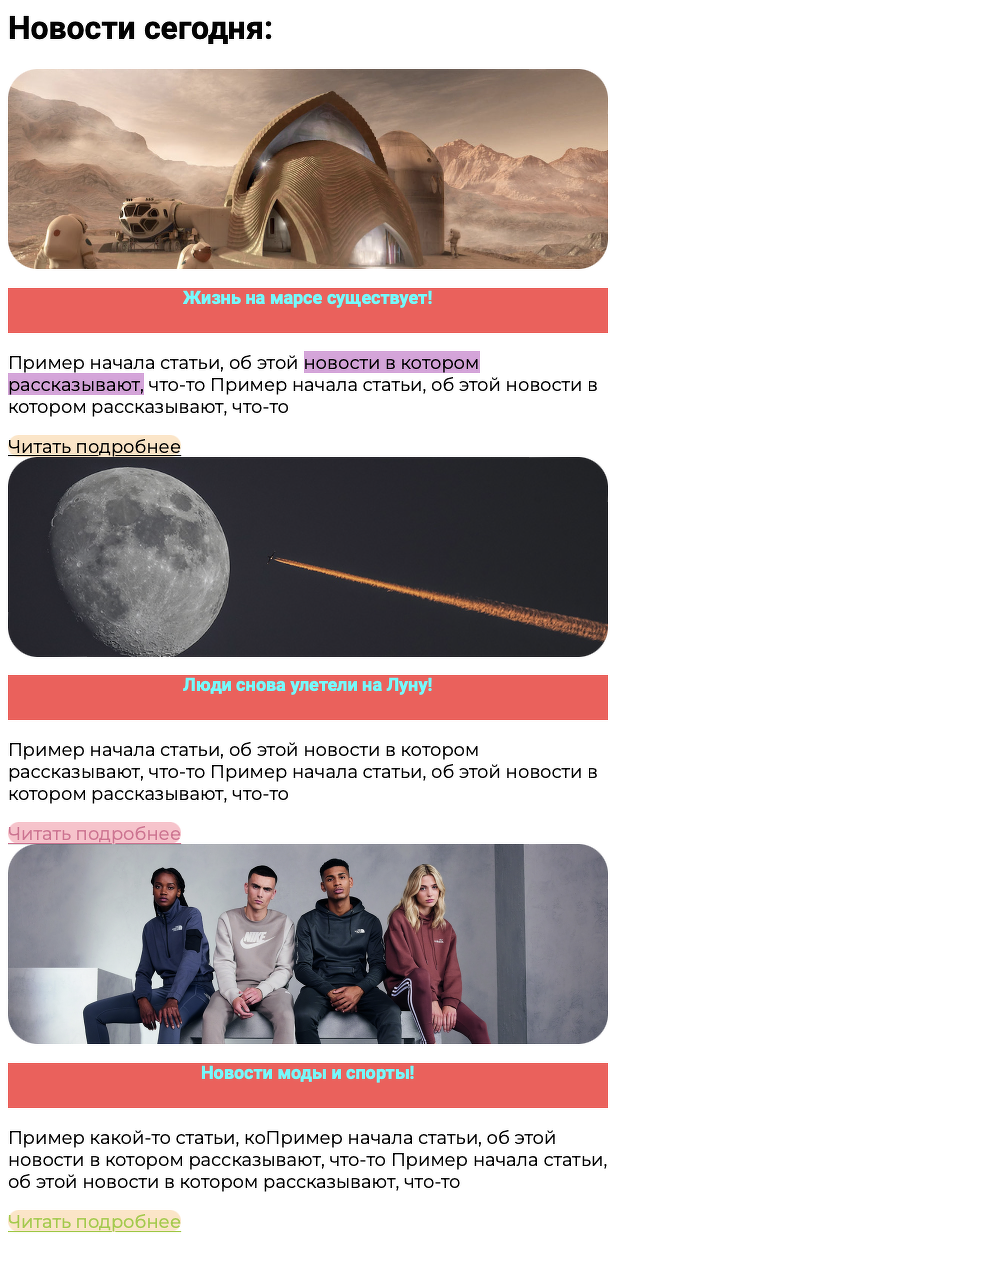 Новости сегодня:
Жизнь на марсе существует!
Пример начала статьи, об этой новости в котором
рассказывают, что-то Пример начала статьи, об этой новости в
котором рассказывают, что-то
Читать подробнее
Люди снова улетели на Луну!
Пример начала статьи, об этой новости в котором
рассказывают, что-то Пример начала статьи, об этой новости в
котором рассказывают, что-то
Читать подробнее
NIKE
Новости моды и спорты!
Пример какой-то статьи, коПример начала статьи, об этой
новости в котором рассказывают, что-то Пример начала статьи,
об этой новости в котором рассказывают, что-то
Читать подробнее